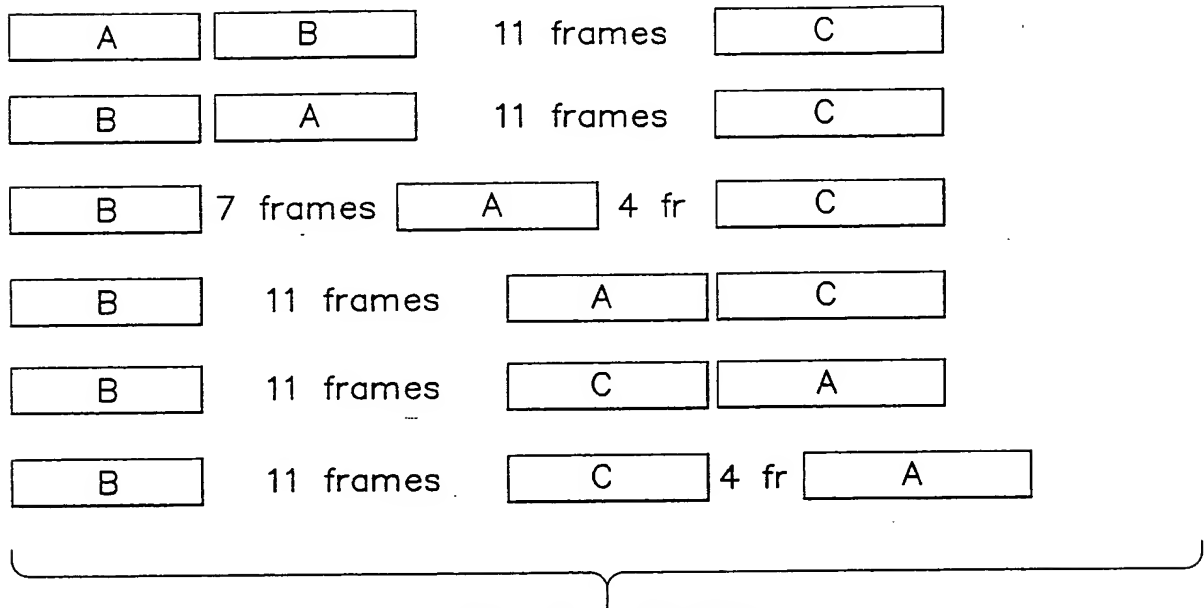 A B 11 frames C
B A 11 frames C
B 7 frames A 4 fr C
B 11 frames A C
B 11 frames C A
B 11 frames C 4 fr A